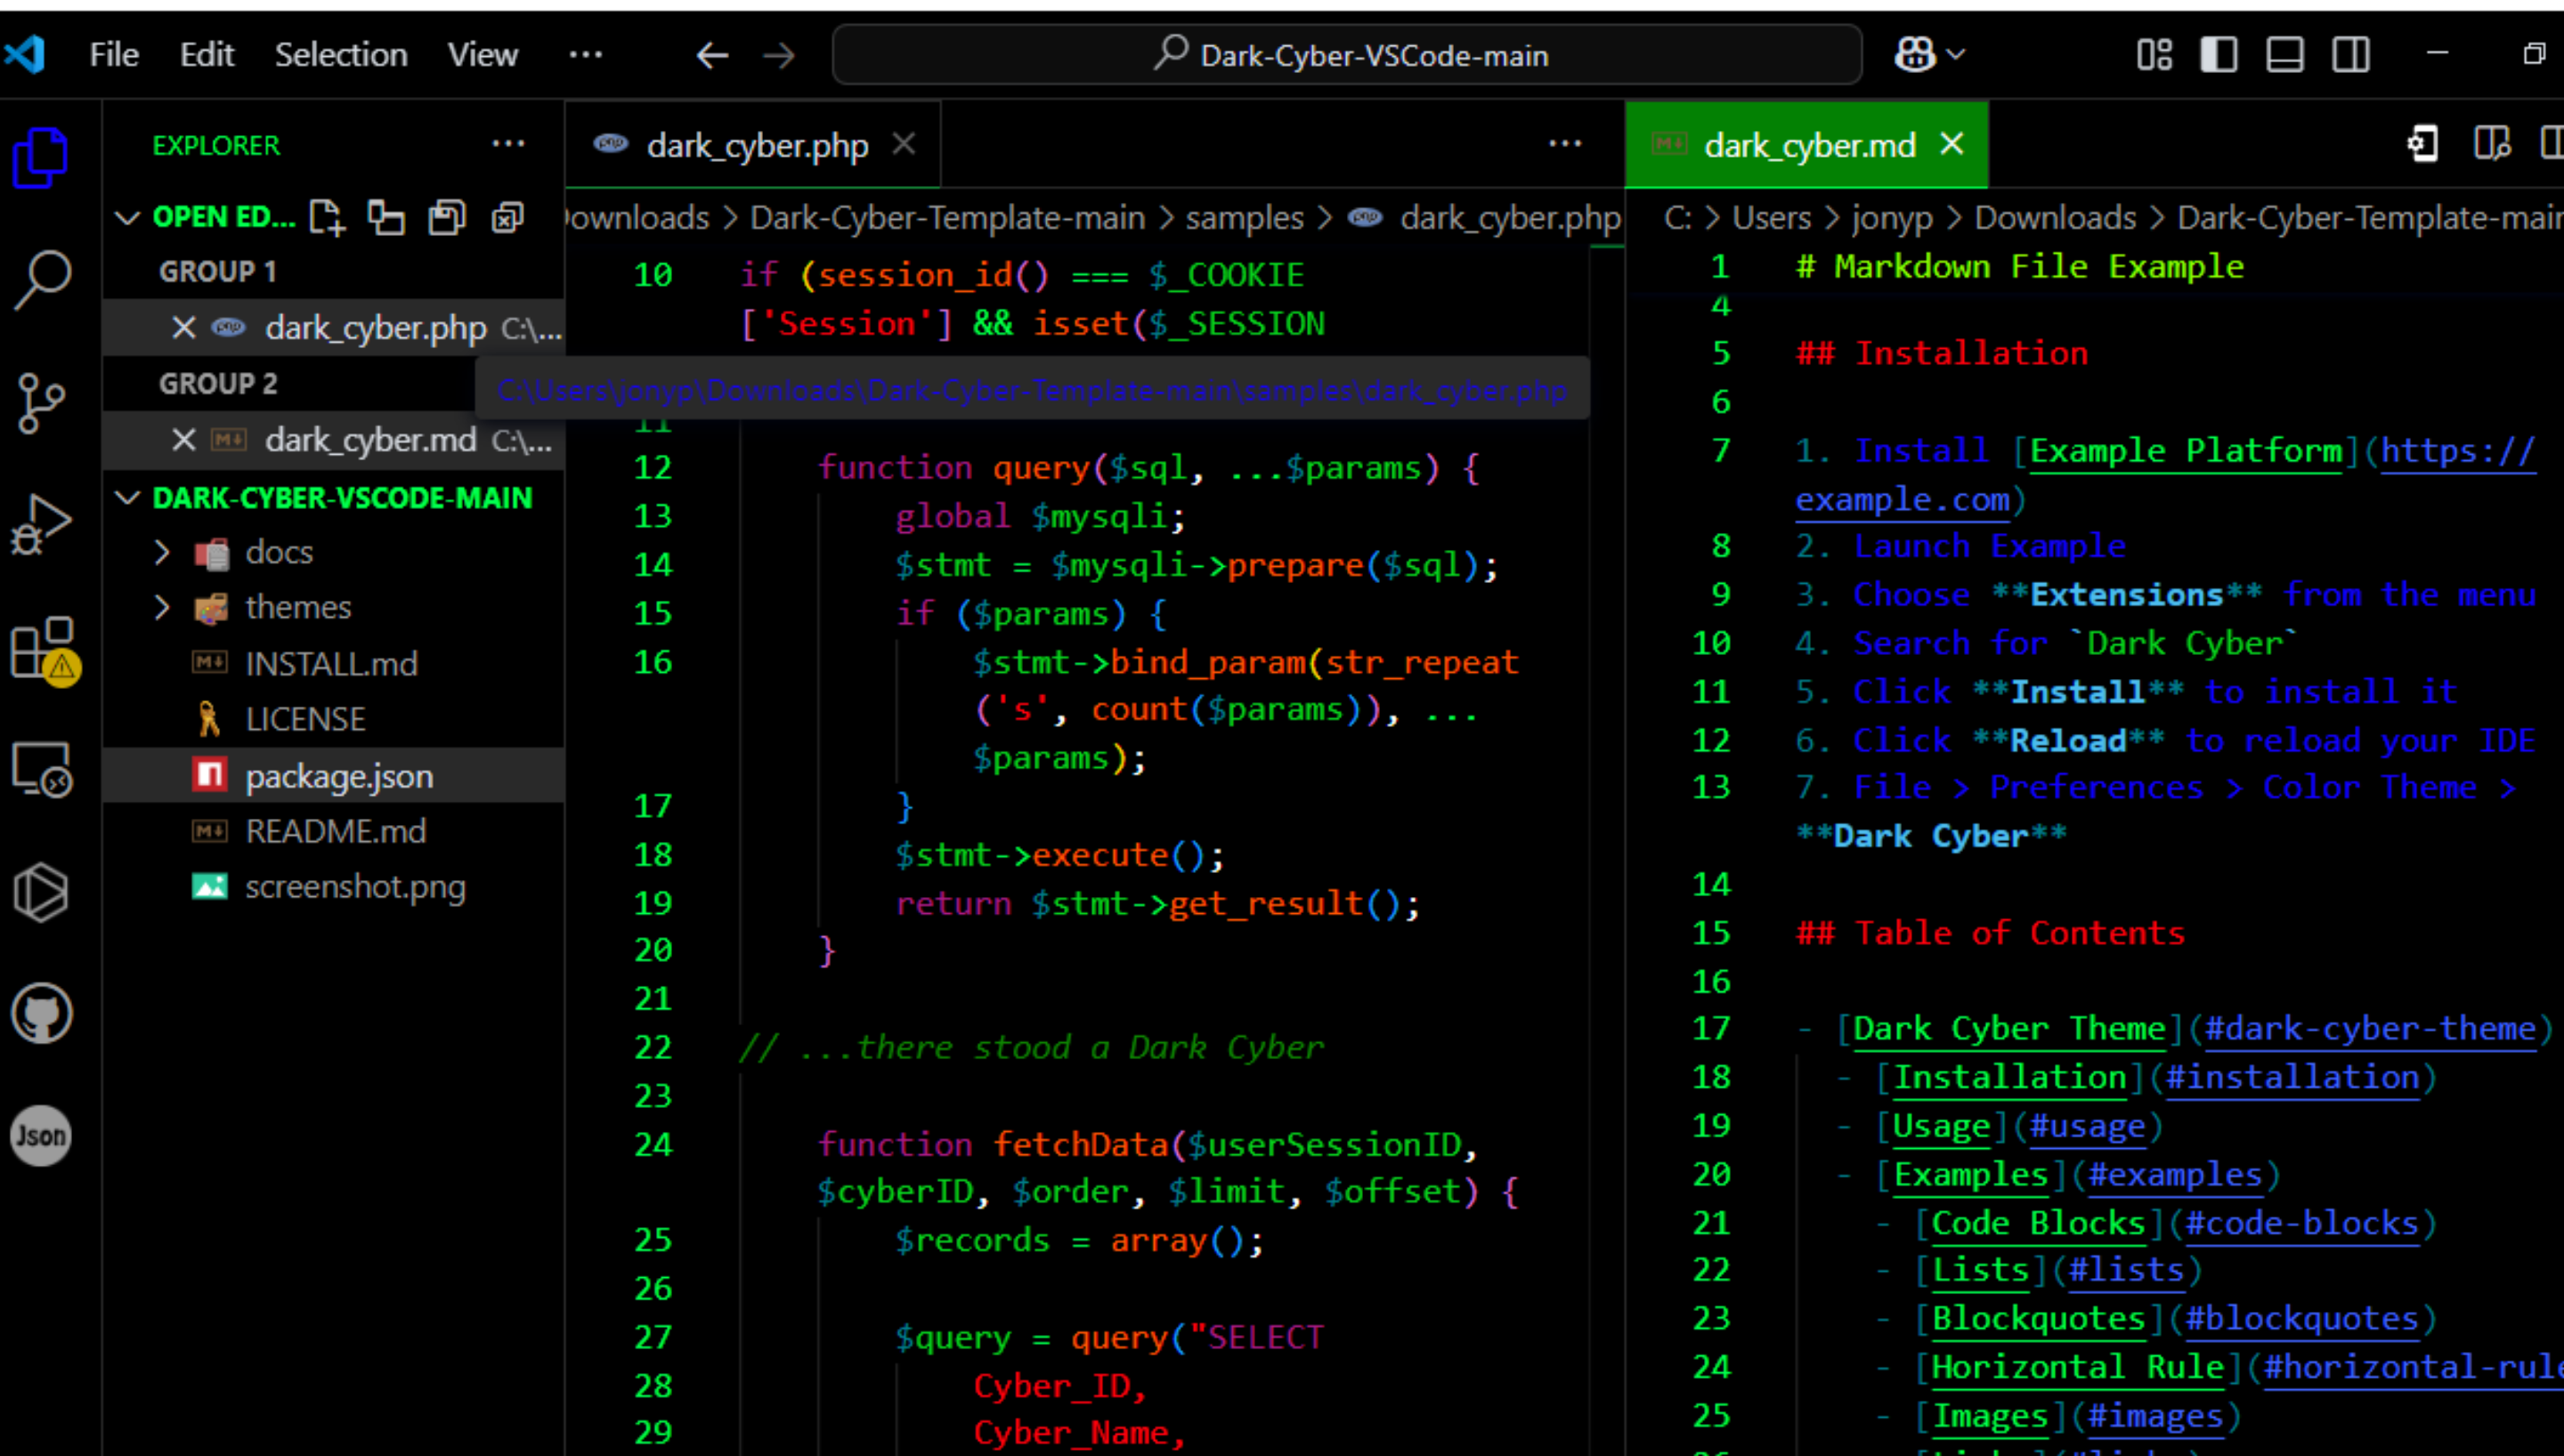 File Edit Selection View ··· Dark-Cyber-VSCode-main
EXPLORER ···
OPEN ED...
GROUP 1
dark_cyber.php C:\...
GROUP 2
dark_cyber.md C:\...
DARK-CYBER-VSCODE-MAIN
docs
themes
INSTALL.md
LICENSE
package.json
README.md
screenshot.png
Json
dark_cyber.php
ownloads > Dark-Cyber-Template-main > samples > dark_cyber.php
10 if (session_id() === $_COOKIE
['Session'] && isset($_SESSION
C:\Users\jonyp\Downloads\Dark-Cyber-Template-main\samples\dark_cyber.php
11
12 function query($sql, ...$params) {
13 global $mysqli;
14 $stmt = $mysqli->prepare($sql);
15 if ($params) {
16 $stmt->bind_param(str_repeat
('s', count($params)), ...
$params);
17 }
18 $stmt->execute();
19 return $stmt->get_result();
20 }
21
22 // ...there stood a Dark Cyber
23
24 function fetchData($userSessionID,
$cyberID, $order, $limit, $offset) {
25 $records = array();
26
27 $query = query("SELECT
28 Cyber_ID,
29 Cyber_Name,
dark_cyber.md
C: > Users > jonyp > Downloads > Dark-Cyber-Template-main
1 # Markdown File Example
4
5 ## Installation
6
7 1. Install [Example Platform](https://
example.com)
8 2. Launch Example
9 3. Choose **Extensions** from the menu
10 4. Search for `Dark Cyber`
11 5. Click **Install** to install it
12 6. Click **Reload** to reload your IDE
13 7. File > Preferences > Color Theme >
**Dark Cyber**
14
15 ## Table of Contents
16
17 - [Dark Cyber Theme](#dark-cyber-theme)
18 - [Installation](#installation)
19 - [Usage](#usage)
20 - [Examples](#examples)
21 - [Code Blocks](#code-blocks)
22 - [Lists](#lists)
23 - [Blockquotes](#blockquotes)
24 - [Horizontal Rule](#horizontal-rule
25 - [Images](#images)